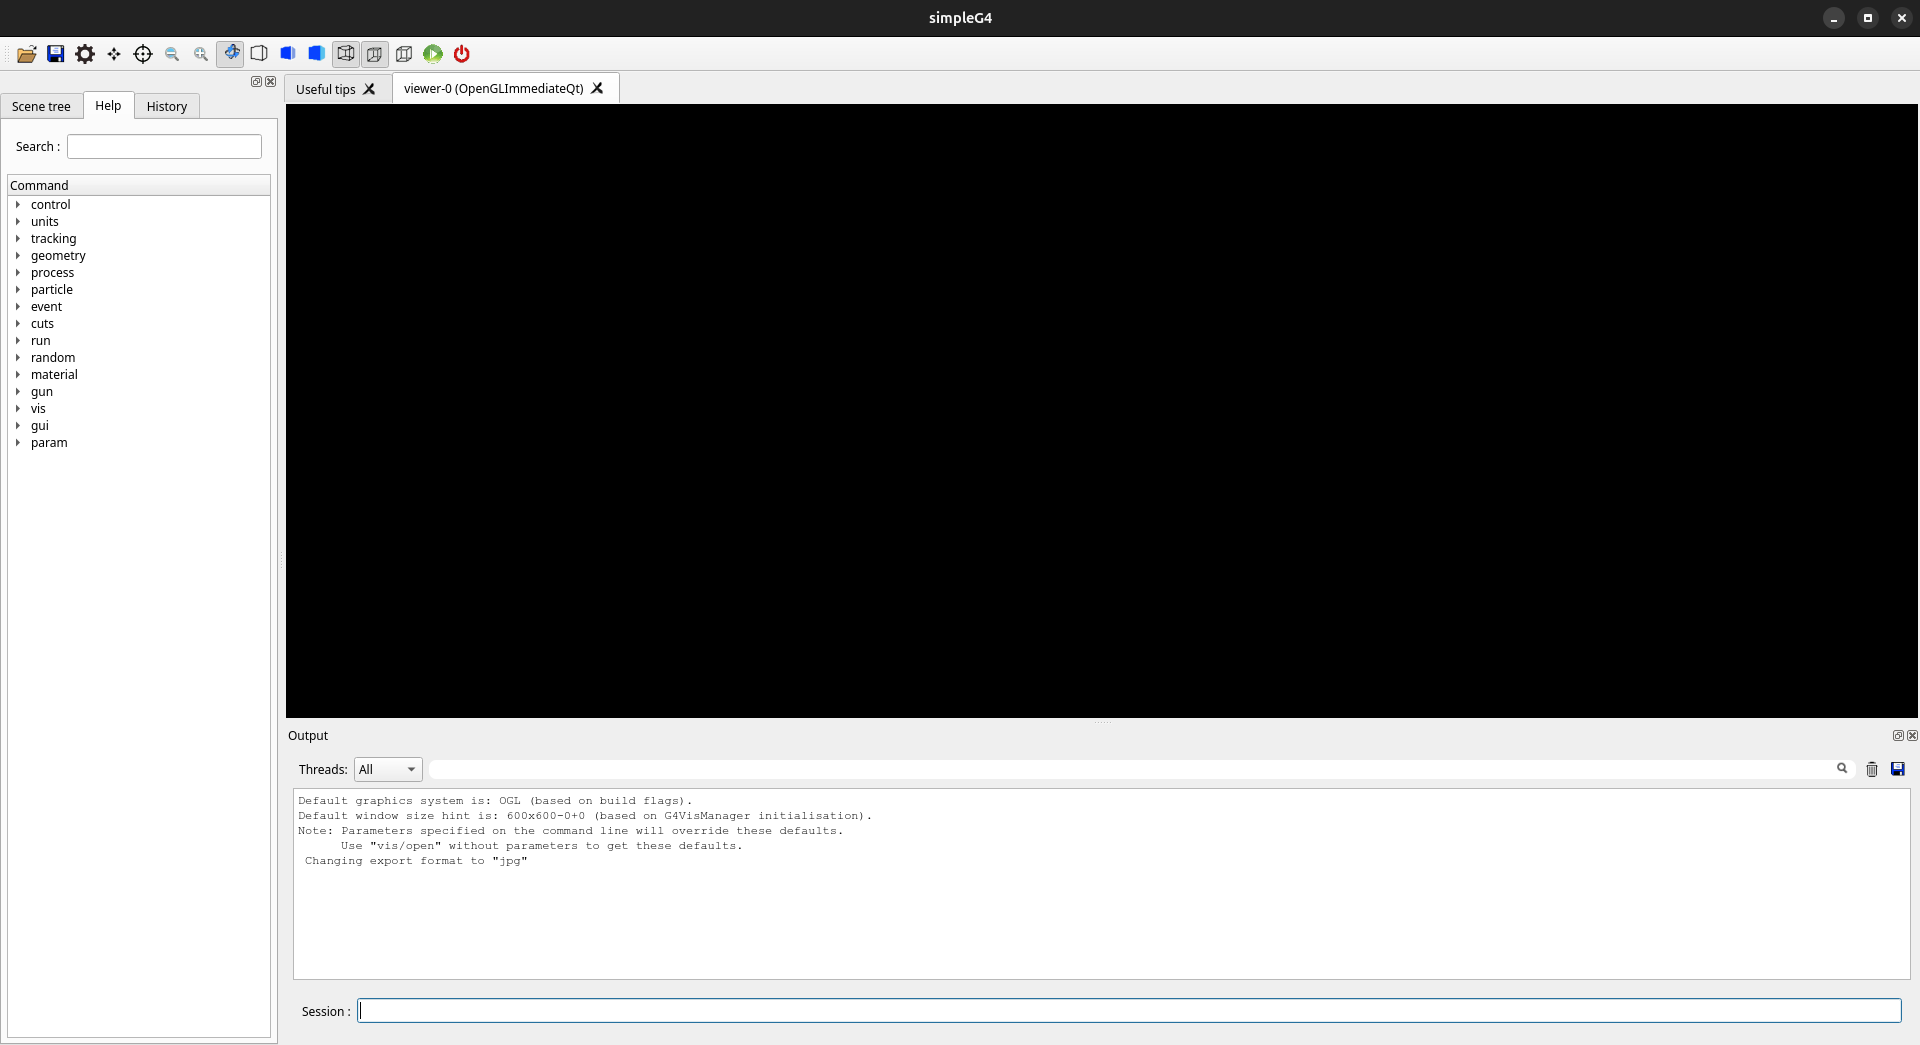 simpleG4
Useful tips
viewer-0 (OpenGLImmediateQt)
Scene tree
Help
History
Search :
Command
control
units
tracking
geometry
process
particle
event
cuts
run
random
material
gun
vis
gui
param
Output
Threads: All
Default graphics system is: OGL (based on build flags).
Default window size hint is: 600x600-0+0 (based on G4VisManager initialisation).
Note: Parameters specified on the command line will override these defaults.
Use "vis/open" without parameters to get these defaults.
Changing export format to "jpg"
Session :